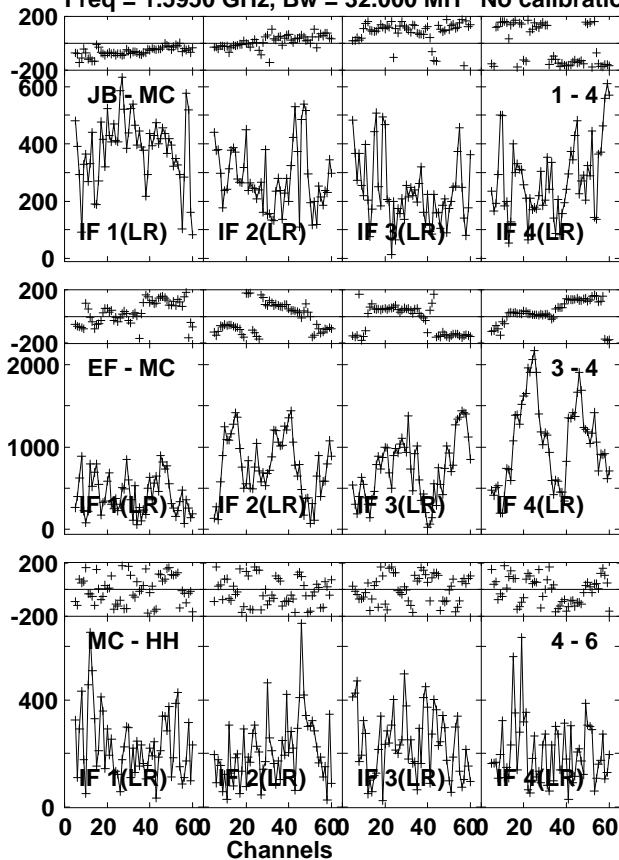 Freq = 1.5950 GHz, Bw = 32.000 MH No calibratio
200
-200
600 JB - MC 1 - 4
400
200
0 IF 1(LR) IF 2(LR) IF 3(LR) IF 4(LR)
200
-200
2000 EF - MC 3 - 4
1000
0 IF 1(LR) IF 2(LR) IF 3(LR) IF 4(LR)
200
-200
MC - HH 4 - 6
400
0 IF 1(LR) IF 2(LR) IF 3(LR) IF 4(LR)
0 20 40 60 0 20 40 60 0 20 40 60 0 20 40 60
Channels